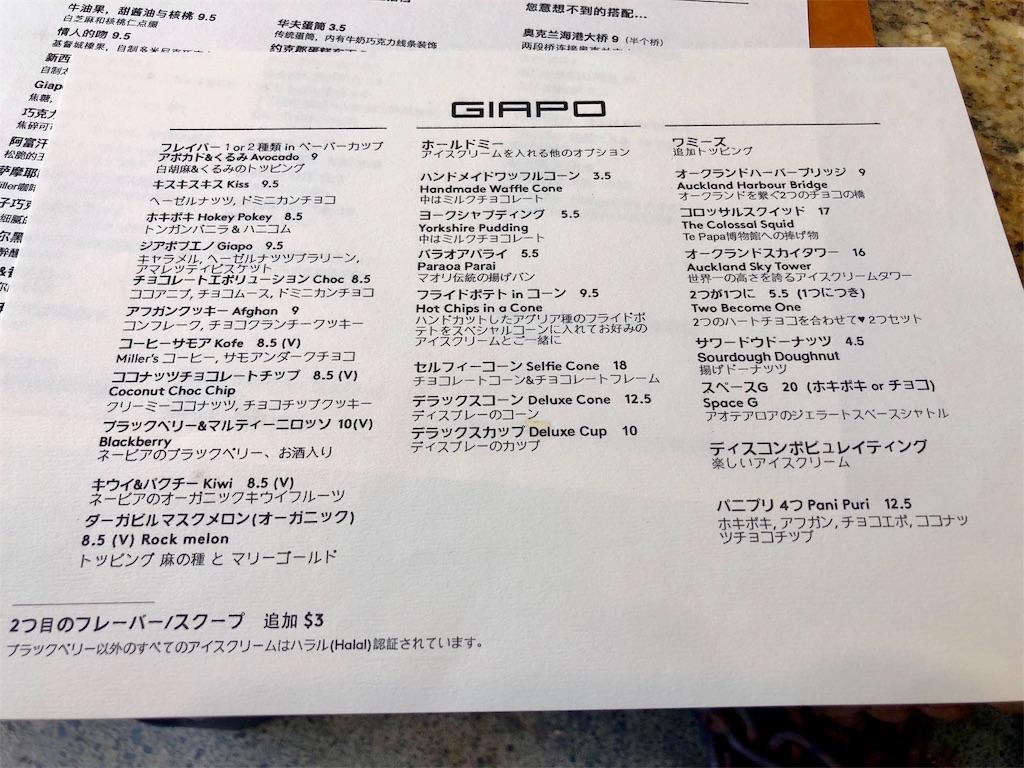 牛油果，甜酱油与核桃 9.5
白芝麻和核桃仁点缀
情人的吻 9.5
华夫蛋筒 3.5
传统蛋筒，内有牛奶巧克力线条装饰
您意想不到的搭配...
奥克兰海港大桥 9（半个桥）
GIAPO
フレイバー 1 or 2 種類 in ペーパーカップ
アボカド&くるみ Avocado 9
白胡麻&くるみのトッピング
キスキスキス Kiss 9.5
ヘーゼルナッツ, ドミニカンチョコ
ホキポキ Hokey Pokey 8.5
トンガンバニラ & ハニコム
ジアポブエノ Giapo 9.5
キャラメル, ヘーゼルナッツプラリーン,
アマレッティビスケット
チョコレートエボリューション Choc 8.5
ココアニブ, チョコムース, ドミニカンチョコ
アフガンクッキー Afghan 9
コンフレーク, チョコグランチークッキー
コーヒーサモア Kofe 8.5 (V)
Miller's コーヒー, サモアンダークチョコ
ココナッツチョコレートチップ 8.5 (V)
Coconut Choc Chip
クリーミーココナッツ, チョコチップクッキー
ブラックベリー&マルティーニロッソ 10(V)
Blackberry
ネーピアのブラックベリー、お酒入り
キウイ&パクチー Kiwi 8.5 (V)
ネーピアのオーガニックキウイフルーツ
ダーガビルマスクメロン(オーガニック)
8.5 (V) Rock melon
トッピング 麻の種 と マリーゴールド
ホールドミー
アイスクリームを入れる他のオプション
ハンドメイドワッフルコーン 3.5
Handmade Waffle Cone
中はミルクチョコレート
ヨークシャプディング 5.5
Yorkshire Pudding
中はミルクチョコレート
パラオアパライ 5.5
Paraoa Parai
マオリ伝統の揚げパン
フライドポテト in コーン 9.5
Hot Chips in a Cone
ハンドカットしたアグリア種のフライドポ
テトをスペシャルコーンに入れてお好みの
アイスクリームとご一緒に
セルフィーコーン Selfie Cone 18
チョコレートコーン&チョコレートフレーム
デラックスコーン Deluxe Cone 12.5
ディスプレーのコーン
デラックスカップ Deluxe Cup 10
ディスプレーのカップ
ワミーズ
追加トッピング
オークランドハーバーブリッジ 9
Auckland Harbour Bridge
オークランドを繋ぐ2つのチョコの橋
コロッサルスクイッド 17
The Colossal Squid
Te Papa博物館への捧げ物
オークランドスカイタワー 16
Auckland Sky Tower
世界一の高さを誇るアイスクリームタワー
2つが1つに 5.5 (1つにつき)
Two Become One
2つのハートチョコを合わせて♥2つセット
サワードウドーナッツ 4.5
Sourdough Doughnut
揚げドーナッツ
スペースG 20 (ホキポキ or チョコ)
Space G
アオテアロアのジェラートスペースシャトル
ディスコンボビュレイティング
楽しいアイスクリーム
パニプリ 4つ Pani Puri 12.5
ホキポキ, アフガン, チョコエボ, ココナッ
ツチョコチップ
2つ目のフレーバー/スクープ 追加 $3
ブラックベリー以外のすべてのアイスクリームはハラル(Halal)認証されています。